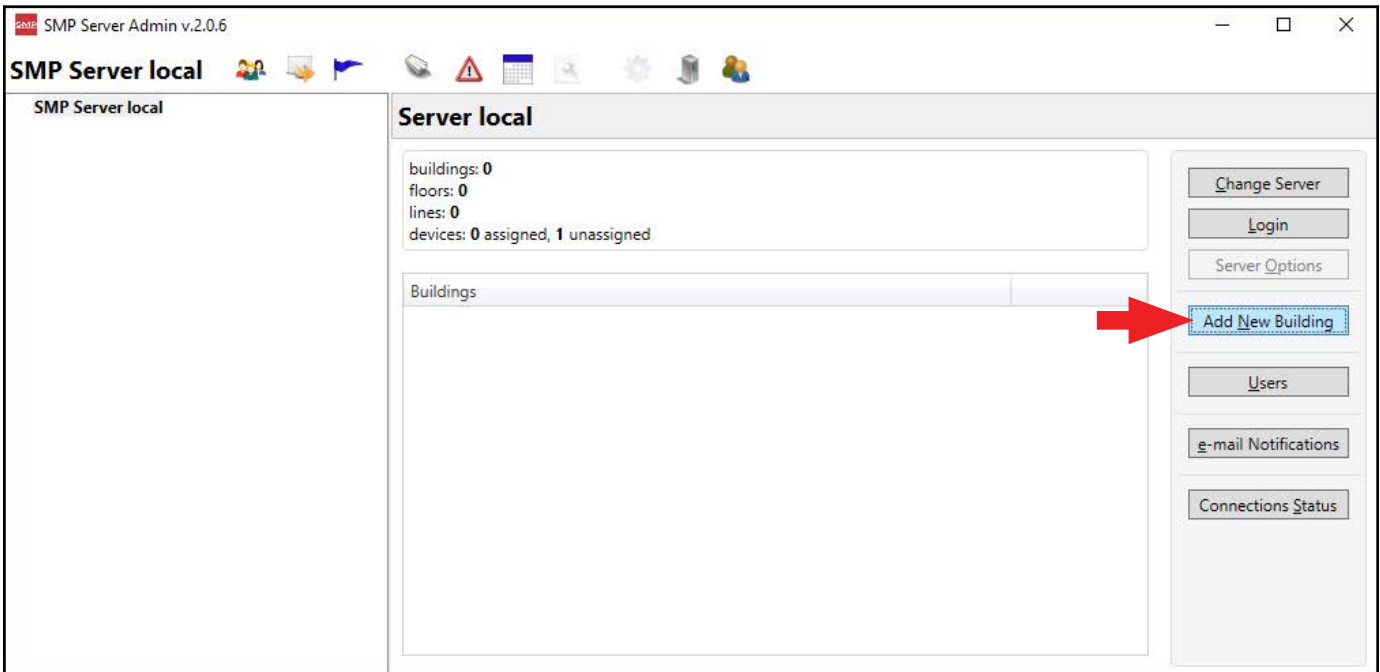 SMP SMP Server Admin v.2.0.6
SMP Server local
SMP Server local
Server local
buildings: 0
floors: 0
lines: 0
devices: 0 assigned, 1 unassigned
Buildings
Change Server
Login
Server Options
Add New Building
Users
e-mail Notifications
Connections Status